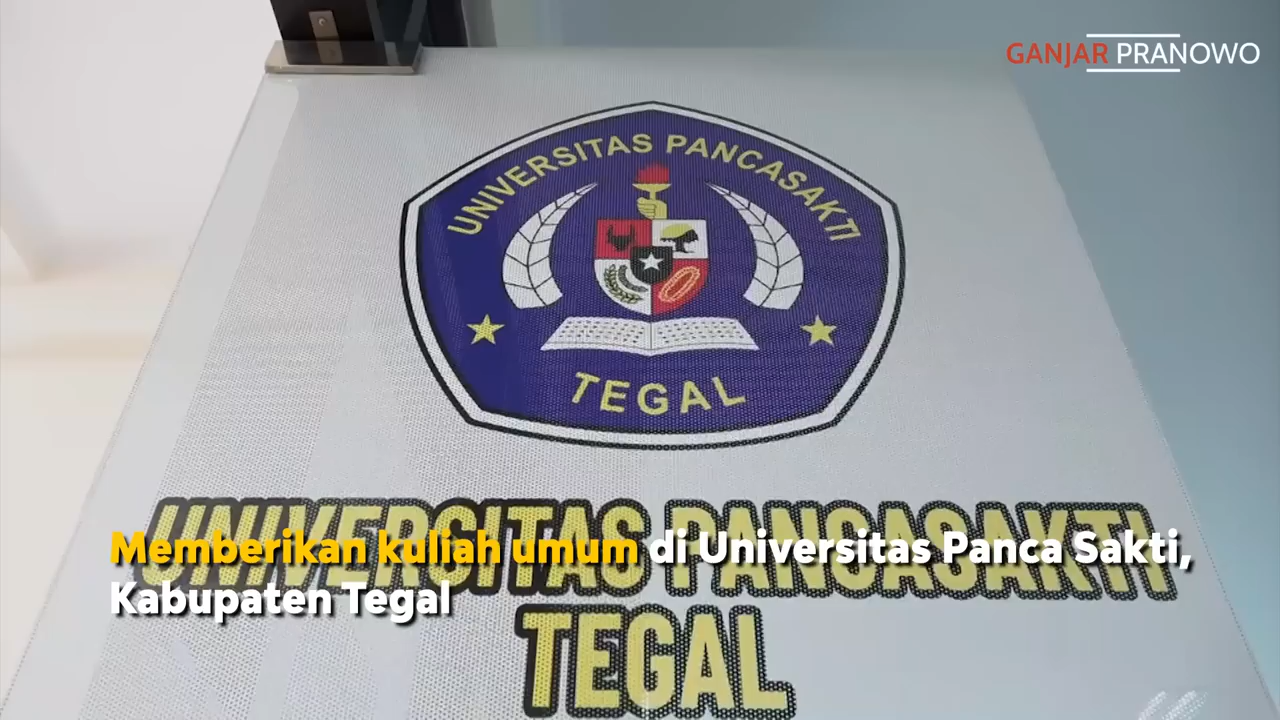 GANJAR PRANOWO
UNIVERSITAS PANCASAKTI
TEGAL
UNIVERSITAS PANCASAKTI
Memberikan kuliah umum di Universitas Panca Sakti,
Kabupaten Tegal
TEGAL